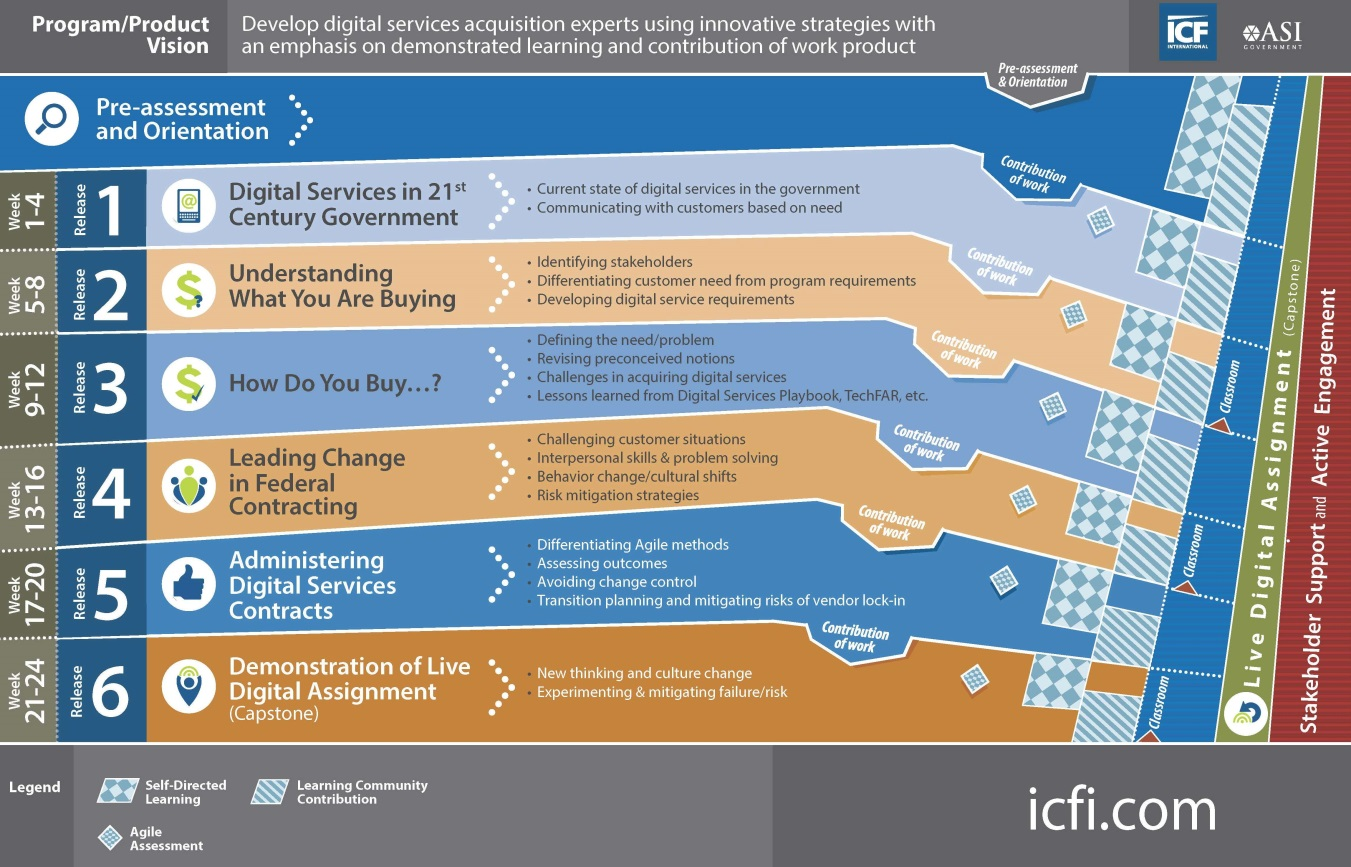 Program/Product
Vision
Develop digital services acquisition experts using innovative strategies with
an emphasis on demonstrated learning and contribution of work product
ICF
INTERNATIONAL
ASI
GOVERNMENT
Pre-assessment
& Orientation
Pre-assessment
and Orientation
Week
1-4
Release
1
Digital Services in 21st
Century Government
• Current state of digital services in the government
• Communicating with customers based on need
Contribution
of work
Week
5-8
Release
2
Understanding
What You Are Buying
• Identifying stakeholders
• Differentiating customer need from program requirements
• Developing digital service requirements
Contribution
of work
Week
9-12
Release
3
How Do You Buy…?
• Defining the need/problem
• Revising preconceived notions
• Challenges in acquiring digital services
• Lessons learned from Digital Services Playbook, TechFAR, etc.
Contribution
of work
Classroom
Week
13-16
Release
4
Leading Change
in Federal
Contracting
• Challenging customer situations
• Interpersonal skills & problem solving
• Behavior change/cultural shifts
• Risk mitigation strategies
Contribution
of work
Classroom
Week
17-20
Release
5
Administering
Digital Services
Contracts
• Differentiating Agile methods
• Assessing outcomes
• Avoiding change control
• Transition planning and mitigating risks of vendor lock-in
Contribution
of work
Week
21-24
Release
6
Demonstration of Live
Digital Assignment
(Capstone)
• New thinking and culture change
• Experimenting & mitigating failure/risk
Contribution
of work
Classroom
Live Digital Assignment (Capstone)
Stakeholder Support and Active Engagement
Legend
Self-Directed
Learning
Learning Community
Contribution
Agile
Assessment
icfi.com